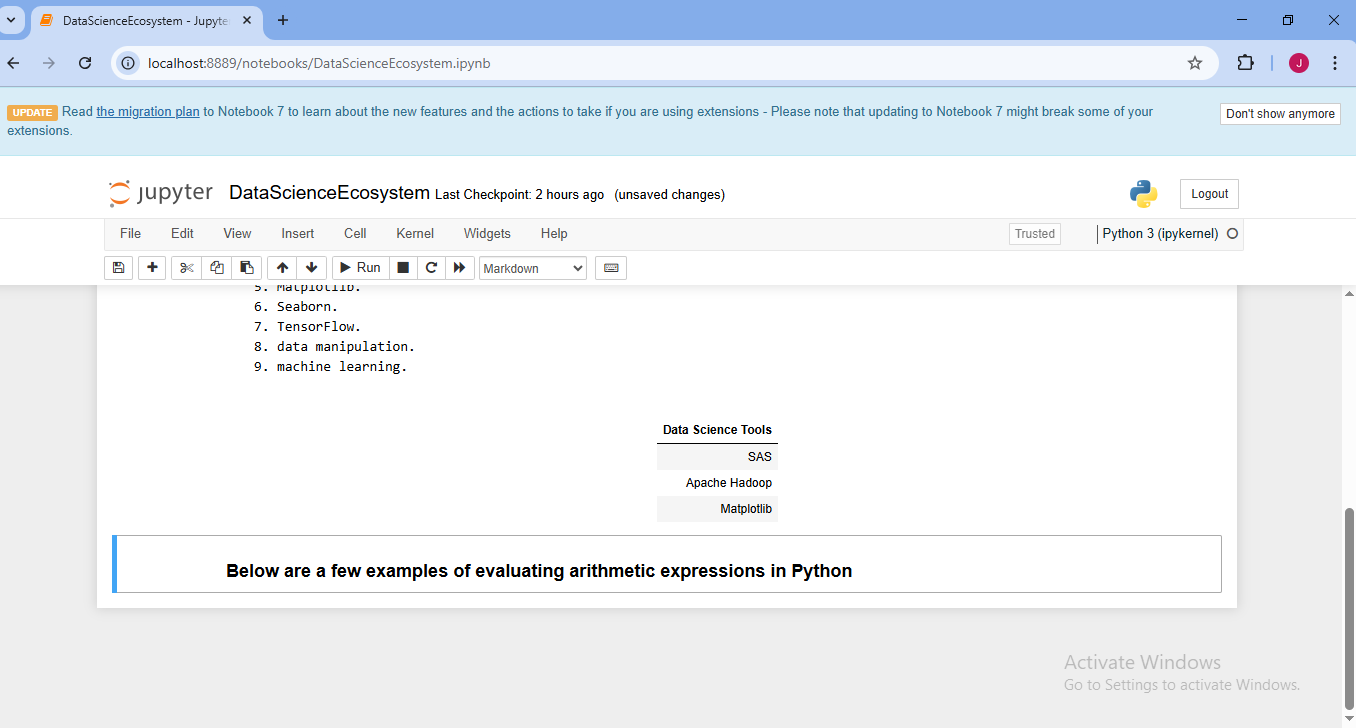 DataScienceEcosystem - Jupyte
localhost:8889/notebooks/DataScienceEcosystem.ipynb
J
UPDATE Read the migration plan to Notebook 7 to learn about the new features and the actions to take if you are using extensions - Please note that updating to Notebook 7 might break some of your
extensions.
Don't show anymore
jupyter DataScienceEcosystem Last Checkpoint: 2 hours ago (unsaved changes)
Logout
File Edit View Insert Cell Kernel Widgets Help
Trusted Python 3 (ipykernel)
Run Markdown
5. Matplotlib.
6. Seaborn.
7. TensorFlow.
8. data manipulation.
9. machine learning.
Data Science Tools
SAS
Apache Hadoop
Matplotlib
Below are a few examples of evaluating arithmetic expressions in Python
Activate Windows
Go to Settings to activate Windows.